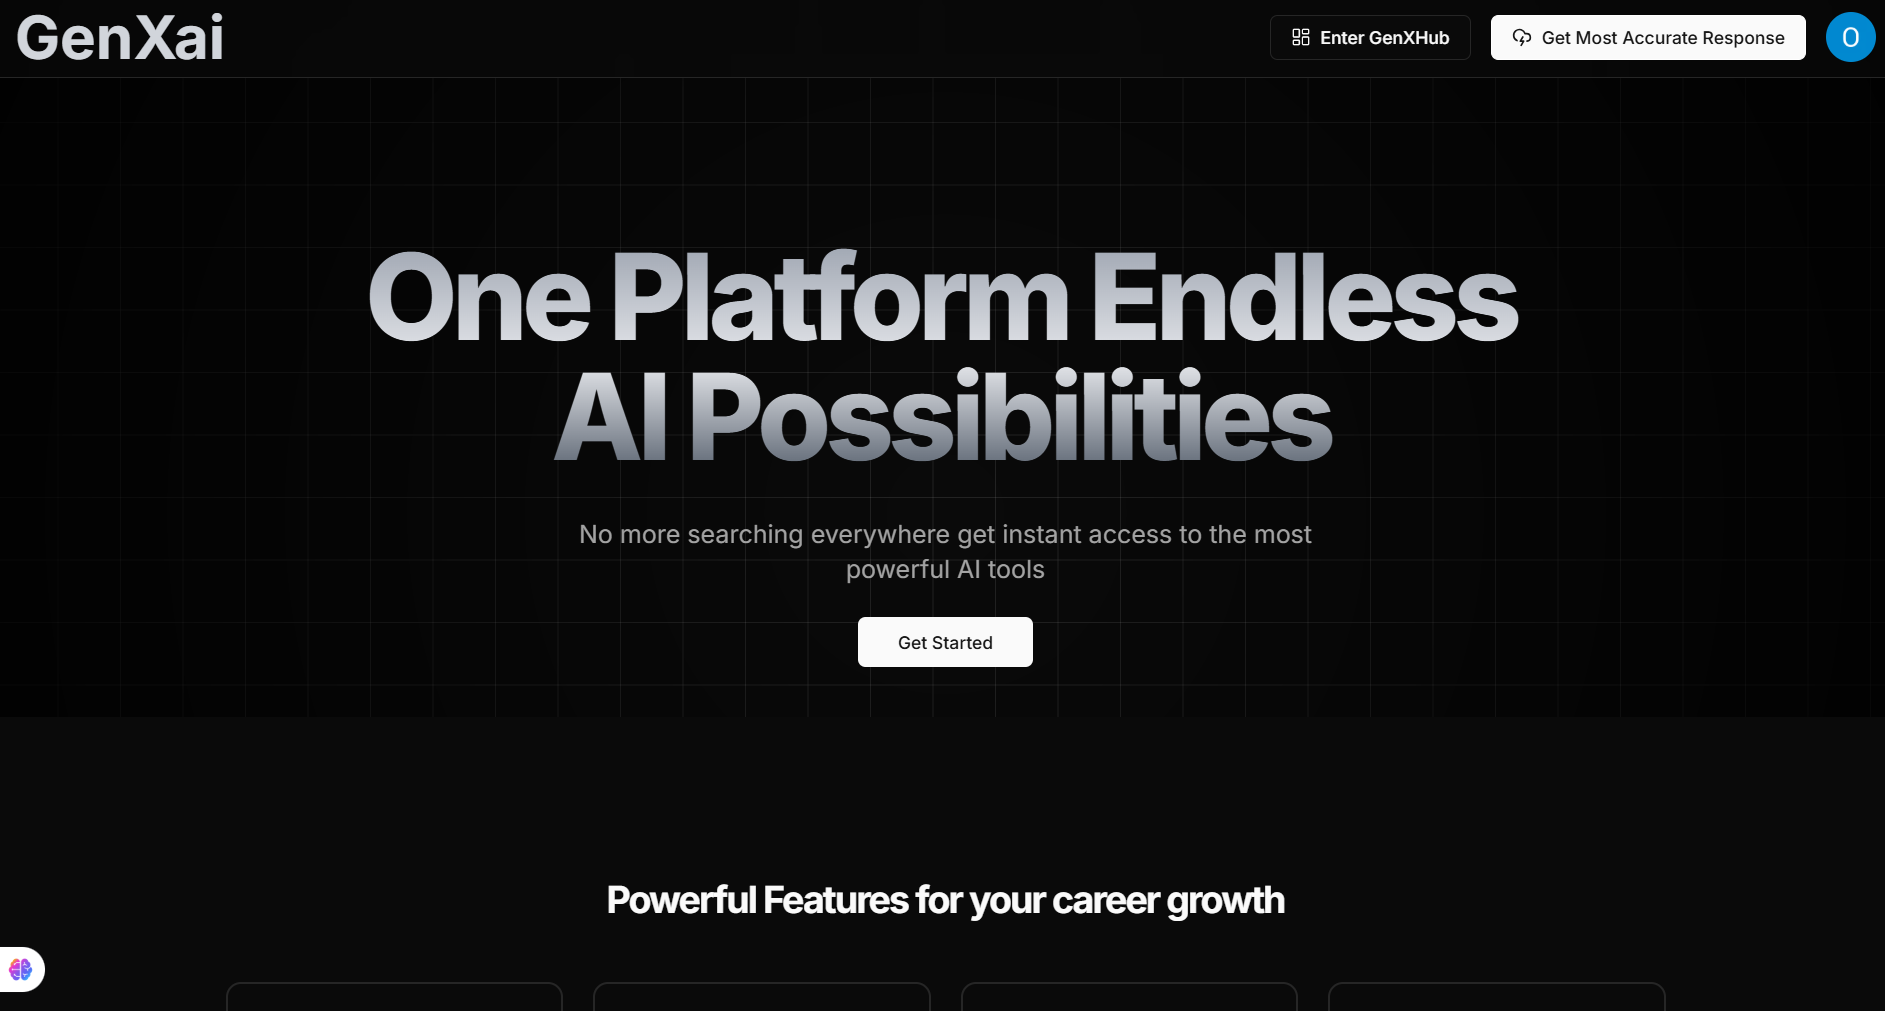 GenXai
Enter GenXHub
Get Most Accurate Response
O
One Platform Endless
AI Possibilities
No more searching everywhere get instant access to the most
powerful AI tools
Get Started
Powerful Features for your career growth